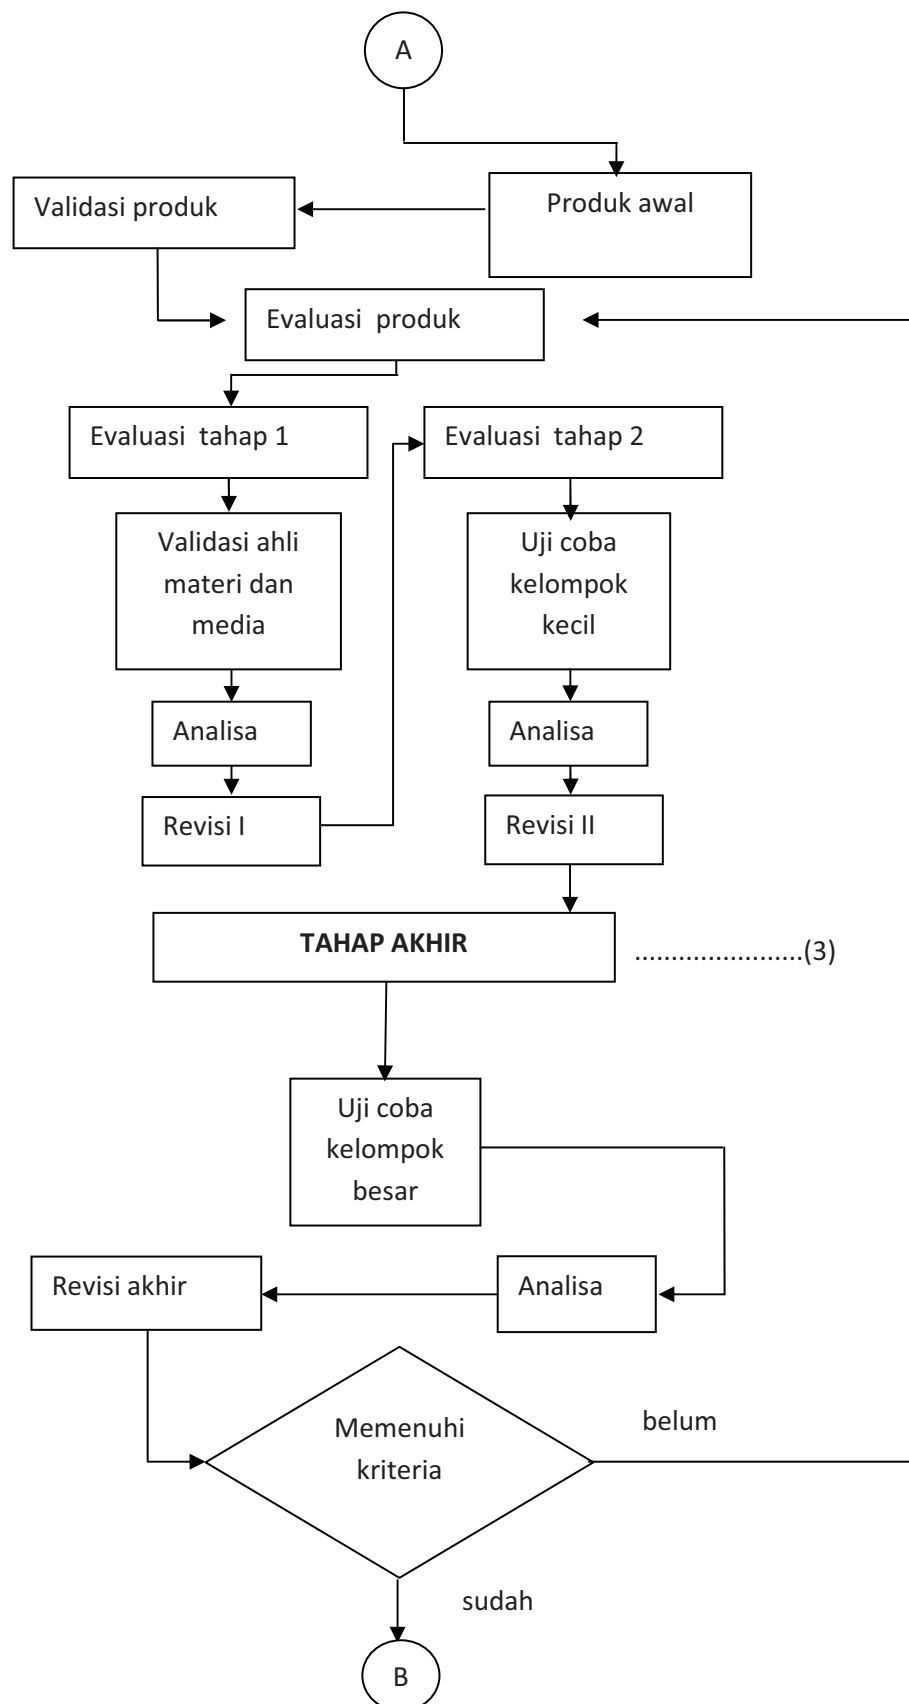 A
Produk awal
Validasi produk
Evaluasi produk
Evaluasi tahap 1
Evaluasi tahap 2
Validasi ahli
materi dan
media
Uji coba
kelompok
kecil
Analisa
Analisa
Revisi I
Revisi II
TAHAP AKHIR
.......................(3)
Uji coba
kelompok
besar
Revisi akhir
Analisa
Memenuhi
kriteria
belum
sudah
B